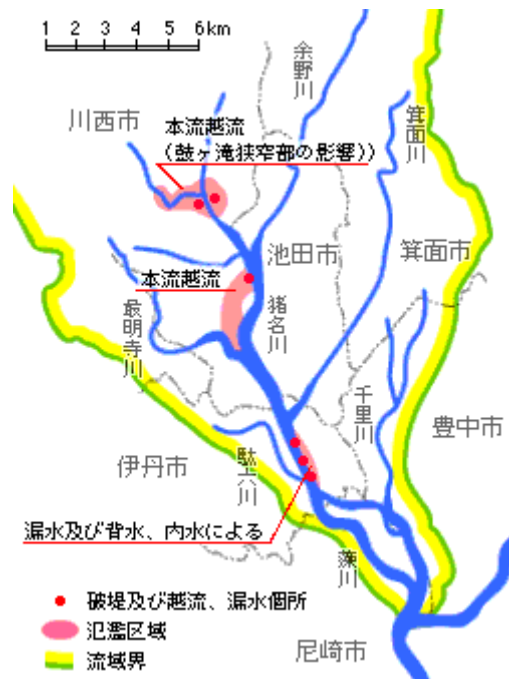 1 2 3 4 5 6km
余野川
川西市
箕面川
本流越流
(鼓ヶ滝狭窄部の影響))
池田市
箕面市
本流越流
猪名川
最明寺川
千里川
豊中市
伊丹市
駄六川
漏水及び背水、内水による
藻川
破堤及び越流、漏水個所
氾濫区域
尼崎市
流域界